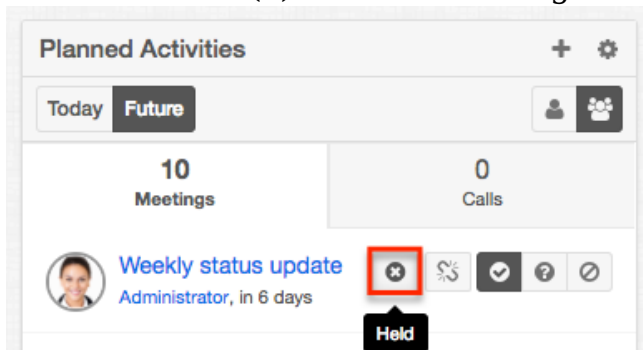 Planned Activities
Today Future
10
Meetings
0
Calls
Weekly status update
Administrator, in 6 days
Held